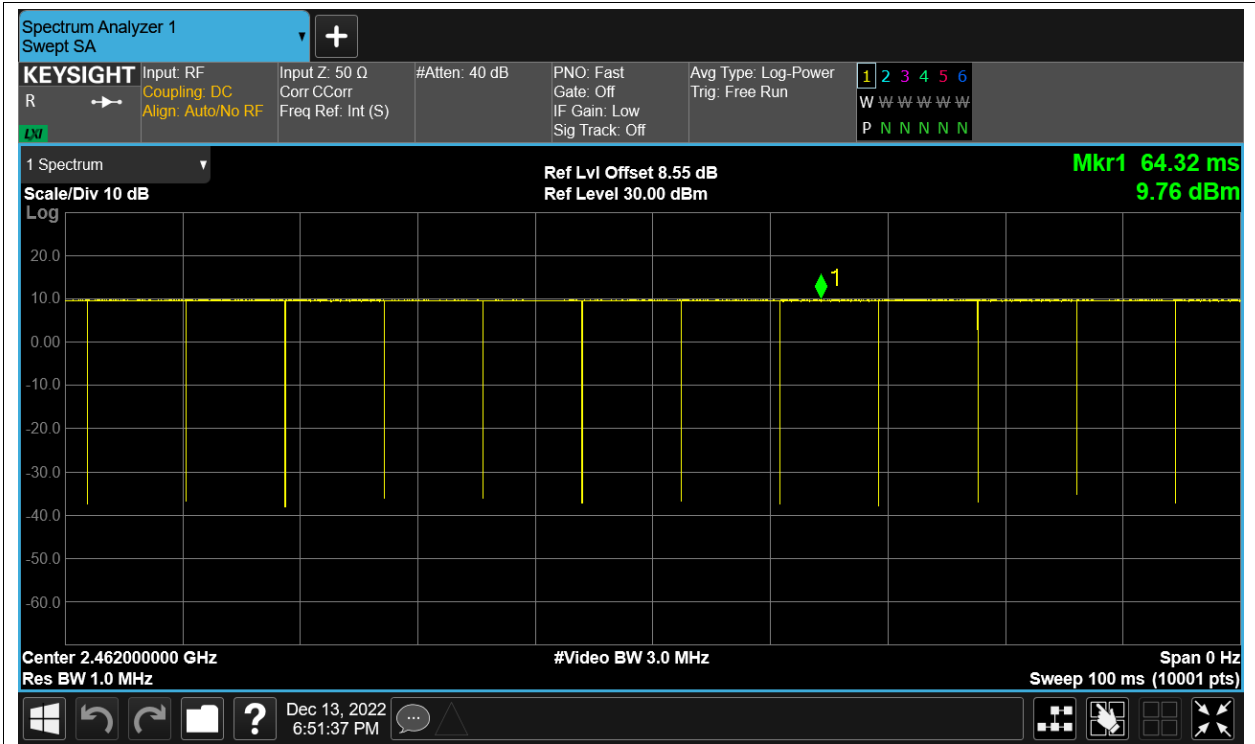 Spectrum Analyzer 1
Swept SA
KEYSIGHT
R
LXI
Input: RF
Coupling: DC
Align: Auto/No RF
Input Z: 50 Ω
Corr CCorr
Freq Ref: Int (S)
#Atten: 40 dB
PNO: Fast
Gate: Off
IF Gain: Low
Sig Track: Off
Avg Type: Log-Power
Trig: Free Run
1 2 3 4 5 6
W W W W W W
P N N N N N
1 Spectrum
Scale/Div 10 dB
Log
Ref Lvl Offset 8.55 dB
Ref Level 30.00 dBm
Mkr1 64.32 ms
9.76 dBm
20.0
10.0
0.00
-10.0
-20.0
-30.0
-40.0
-50.0
-60.0
1
Center 2.462000000 GHz
Res BW 1.0 MHz
#Video BW 3.0 MHz
Span 0 Hz
Sweep 100 ms (10001 pts)
?
Dec 13, 2022
6:51:37 PM